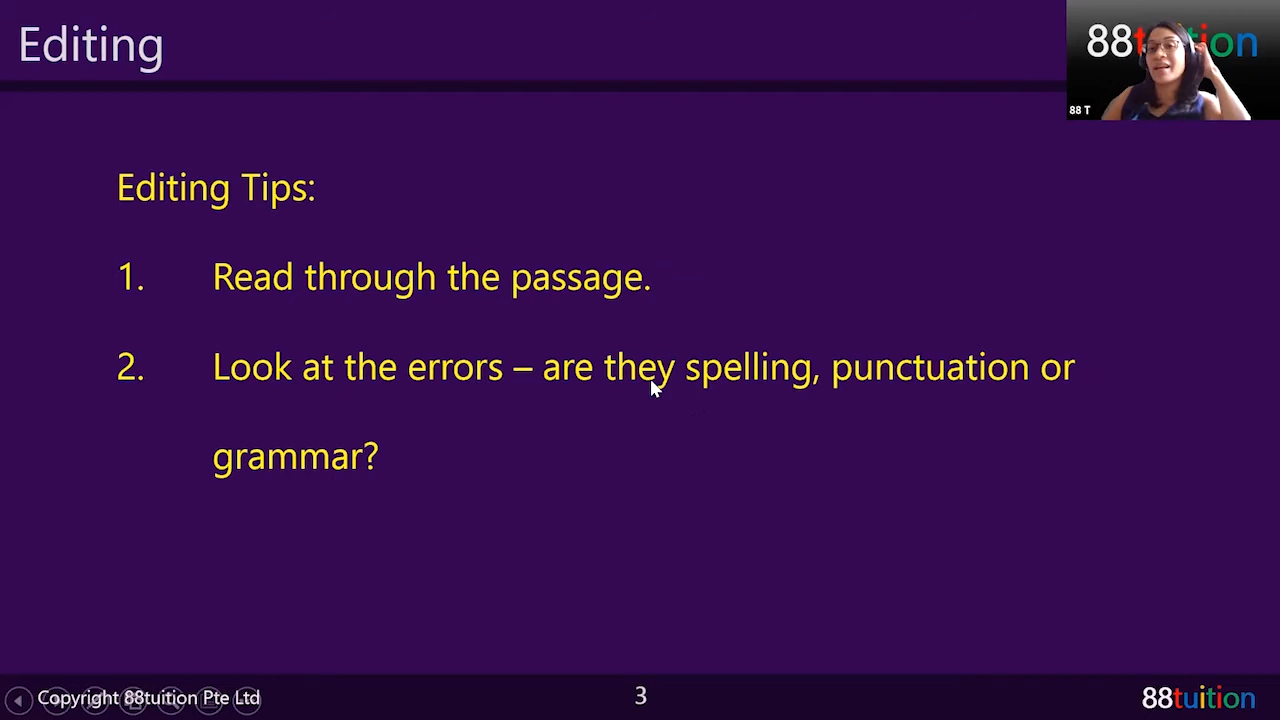 Editing
88tuition
88 T
Editing Tips:
1. Read through the passage.
2. Look at the errors – are they spelling, punctuation or
grammar?
Copyright 88tuition Pte Ltd
3
88tuition